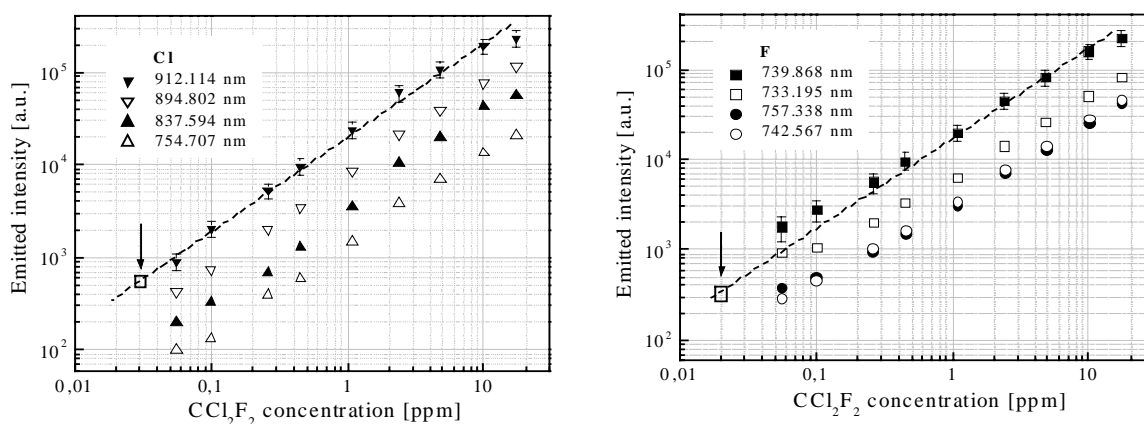 Cl
912.114 nm
894.802 nm
837.594 nm
754.707 nm
10^5
10^4
10^3
10^2
Emitted intensity [a.u.]
0,01 0,1 1 10
CCl₂F₂ concentration [ppm]
F
739.868 nm
733.195 nm
757.338 nm
742.567 nm
10^5
10^4
10^3
10^2
Emitted intensity [a.u.]
0,01 0,1 1 10
CCl₂F₂ concentration [ppm]